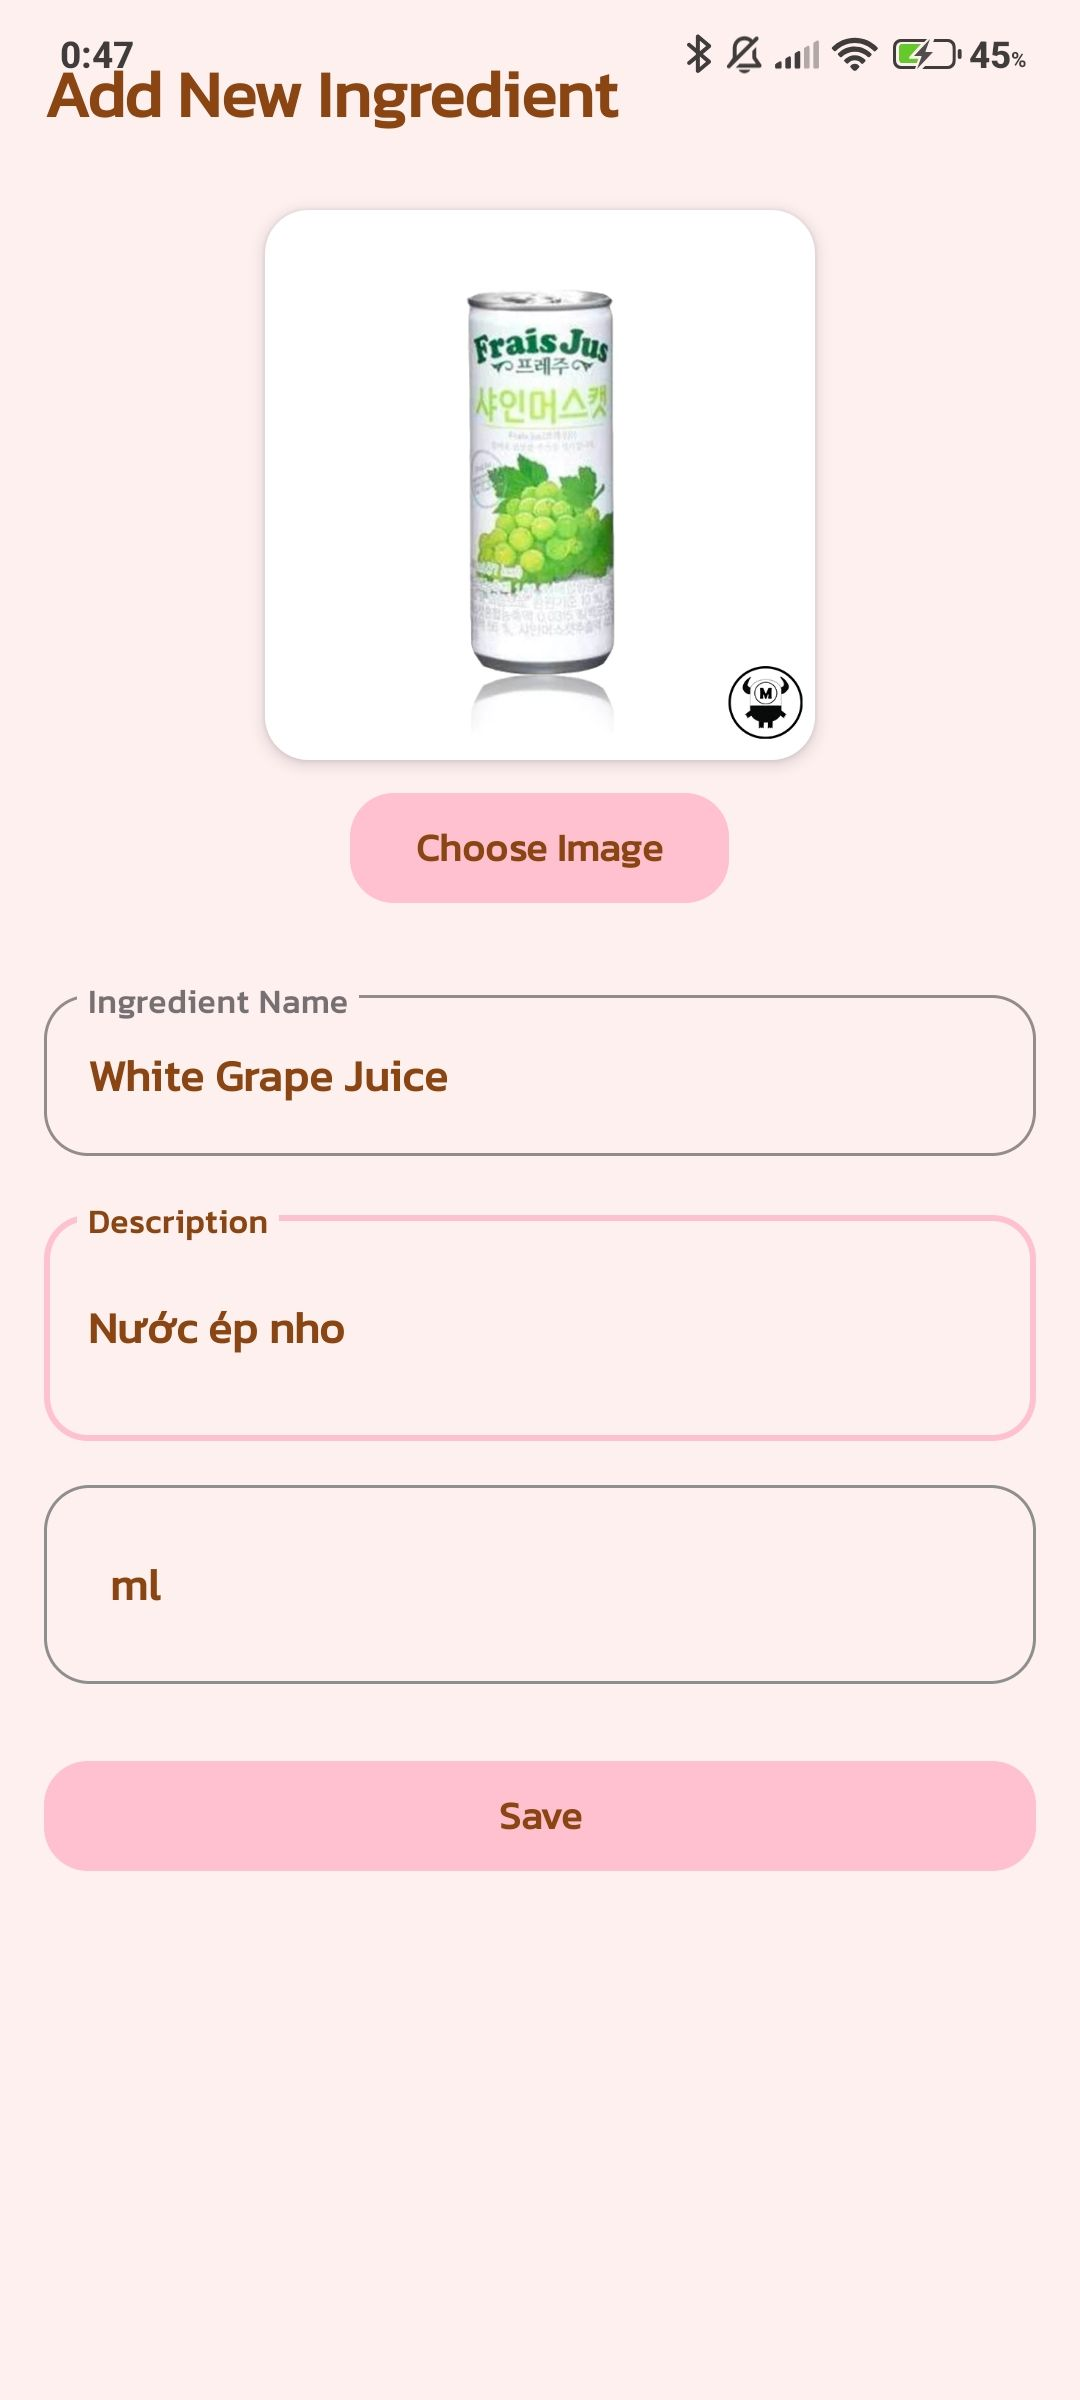 0:47
45%
Add New Ingredient
Frais Jus
프레주
샤인머스캣
M
Choose Image
Ingredient Name
White Grape Juice
Description
Nước ép nho
ml
Save